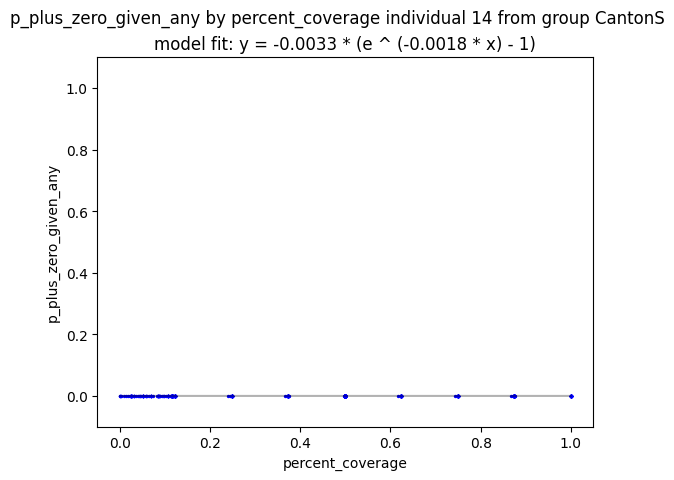 p_plus_zero_given_any by percent_coverage individual 14 from group CantonS
model fit: y = -0.0033 * (e ^ (-0.0018 * x) - 1)
1.0
0.8
0.6
0.4
0.2
0.0
p_plus_zero_given_any
0.0 0.2 0.4 0.6 0.8 1.0
percent_coverage